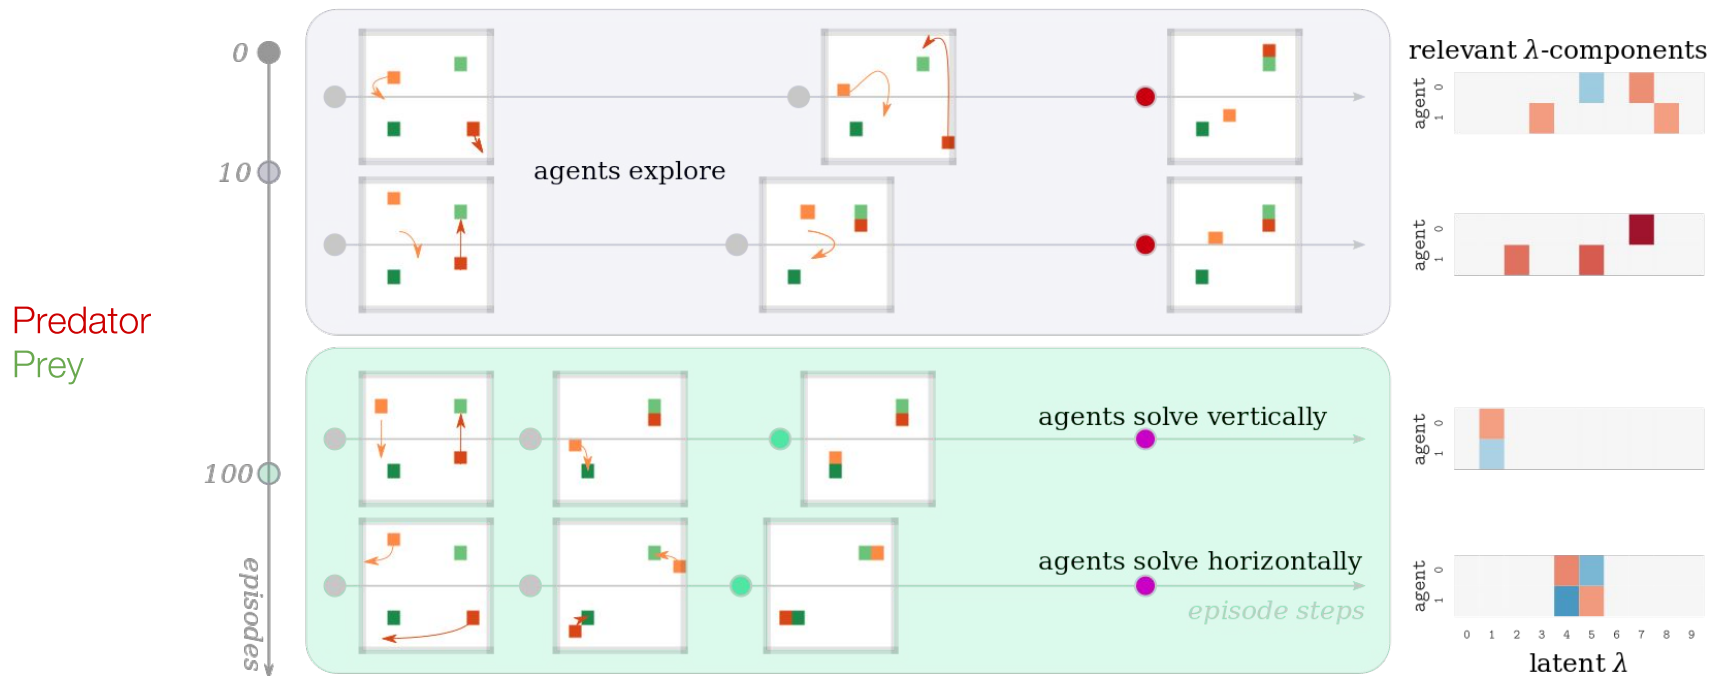 0
relevant λ-components
agent
0
1
10
agents explore
agent
0
1
Predator
Prey
agents solve vertically
agent
0
1
100
agents solve horizontally
agent
0
1
episodes
episode steps
0 1 2 3 4 5 6 7 8 9
latent λ